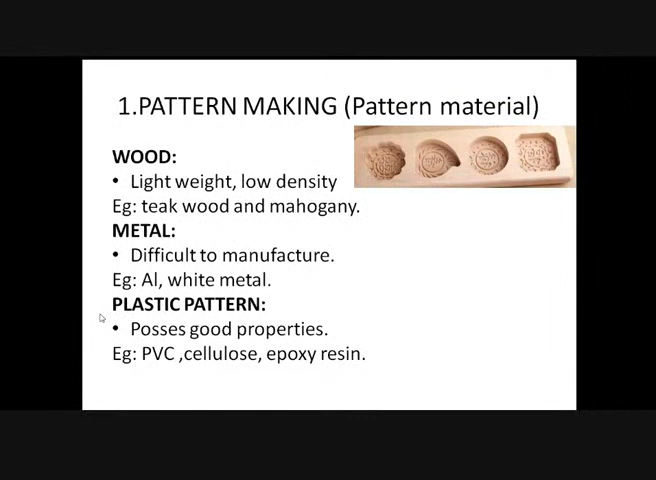 1.PATTERN MAKING (Pattern material)
WOOD:
• Light weight, low density
Eg: teak wood and mahogany.
METAL:
• Difficult to manufacture.
Eg: Al, white metal.
PLASTIC PATTERN:
• Posses good properties.
Eg: PVC ,cellulose, epoxy resin.